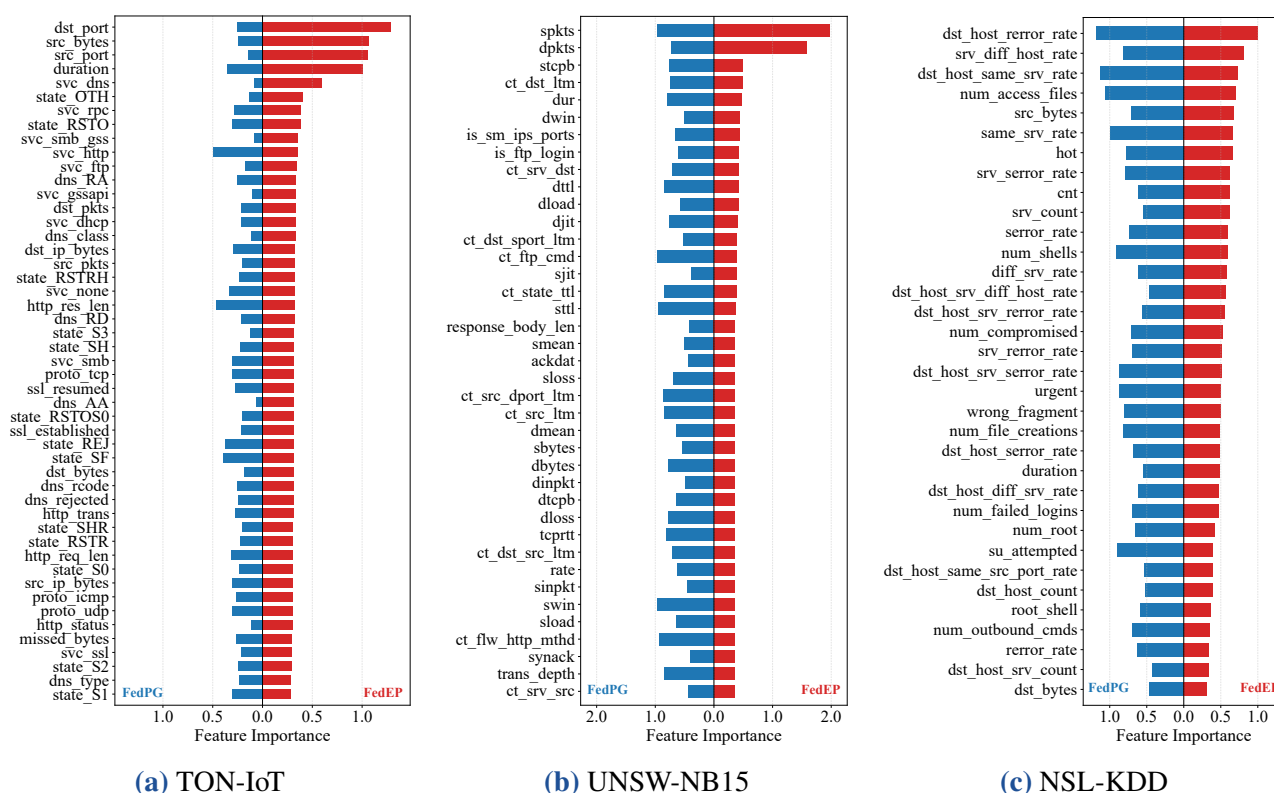 dst_port
src_bytes
src_port
duration
svc_dns
state_OTH
svc_rpc
state_RSTO
svc_smb_gss
svc_http
svc_ftp
dns_RA
svc_gssapi
dst_pkts
svc_dhcp
dns_class
dst_ip_bytes
src_pkts
state_RSTRH
svc_none
http_res_len
dns_RD
state_S3
state_SH
svc_smb
proto_tcp
ssl_resumed
dns_AA
state_RSTOS0
ssl_established
state_REJ
state_SF
dst_bytes
dns_rcode
dns_rejected
http_trans
state_SHR
state_RSTR
http_req_len
state_S0
src_ip_bytes
proto_icmp
proto_udp
http_status
missed_bytes
svc_ssl
state_S2
dns_type
state_S1
FedPG FedEP
1.0 0.5 0.0 0.5 1.0
Feature Importance
(a) TON-IoT
spkts
dpkts
stcpb
ct_dst_ltm
dur
dwin
is_sm_ips_ports
is_ftp_login
ct_srv_dst
dttl
dload
djit
ct_dst_sport_ltm
ct_ftp_cmd
sjit
ct_state_ttl
sttl
response_body_len
smean
ackdat
sloss
ct_src_dport_ltm
ct_src_ltm
dmean
sbytes
dbytes
dinpkt
dtcpb
dloss
tcprtt
ct_dst_src_ltm
rate
sinpkt
swin
sload
ct_flw_http_mthd
synack
trans_depth
ct_srv_src
FedPG FedEP
2.0 1.0 0.0 1.0 2.0
Feature Importance
(b) UNSW-NB15
dst_host_rerror_rate
srv_diff_host_rate
dst_host_same_srv_rate
num_access_files
src_bytes
same_srv_rate
hot
srv_serror_rate
cnt
srv_count
serror_rate
num_shells
diff_srv_rate
dst_host_srv_diff_host_rate
dst_host_srv_rerror_rate
num_compromised
srv_rerror_rate
dst_host_srv_serror_rate
urgent
wrong_fragment
num_file_creations
dst_host_serror_rate
duration
dst_host_diff_srv_rate
num_failed_logins
num_root
su_attempted
dst_host_same_src_port_rate
dst_host_count
root_shell
num_outbound_cmds
rerror_rate
dst_host_srv_count
dst_bytes
FedPG FedEP
1.0 0.5 0.0 0.5 1.0
Feature Importance
(c) NSL-KDD